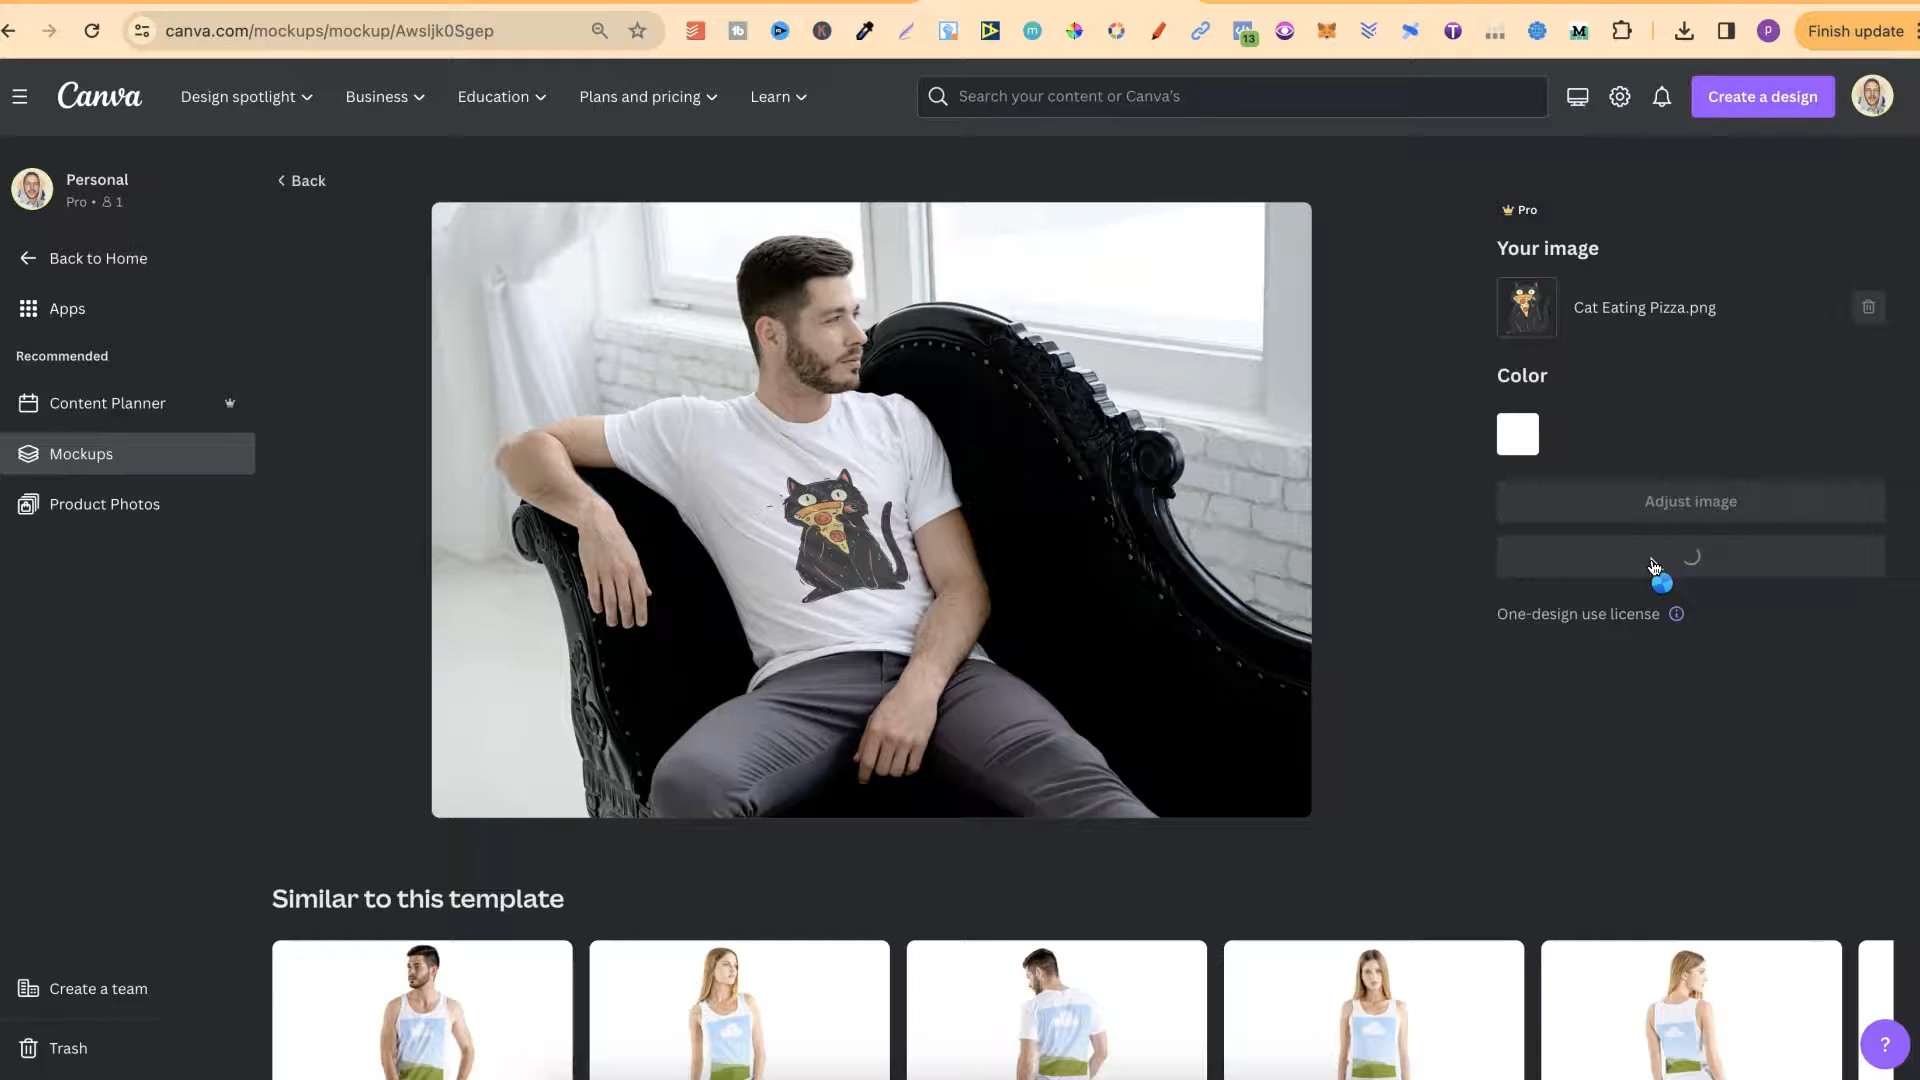 canva.com/mockups/mockup/Awsljk0Sgep
13
Finish update
Canva
Design spotlight
Business
Education
Plans and pricing
Learn
Search your content or Canva's
Create a design
Personal
Pro • 1
Back
Back to Home
Apps
Recommended
Content Planner
Mockups
Product Photos
Pro
Your image
Cat Eating Pizza.png
Color
Adjust image
One-design use license
Similar to this template
Create a team
Trash
?